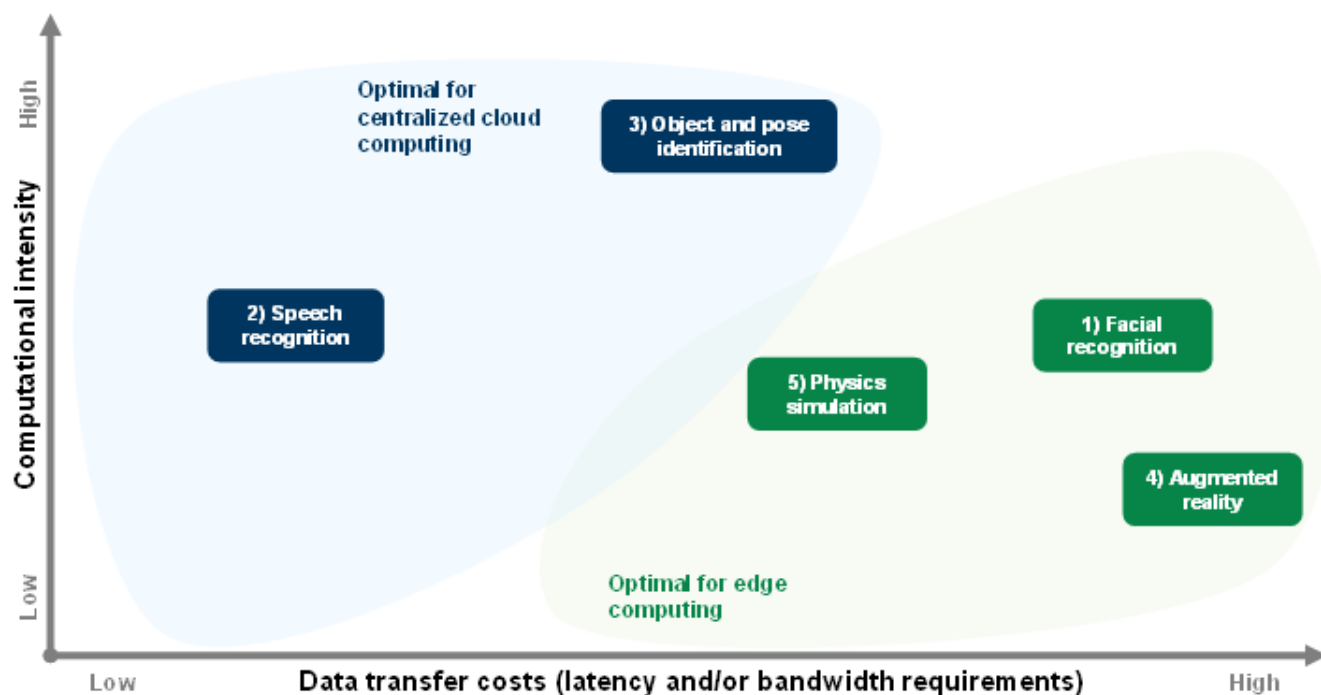 High
Optimal for
centralized cloud
computing
3) Object and pose
identification
Computational intensity
2) Speech
recognition
1) Facial
recognition
5) Physics
simulation
4) Augmented
reality
Optimal for edge
computing
Low
Low
Data transfer costs (latency and/or bandwidth requirements)
High